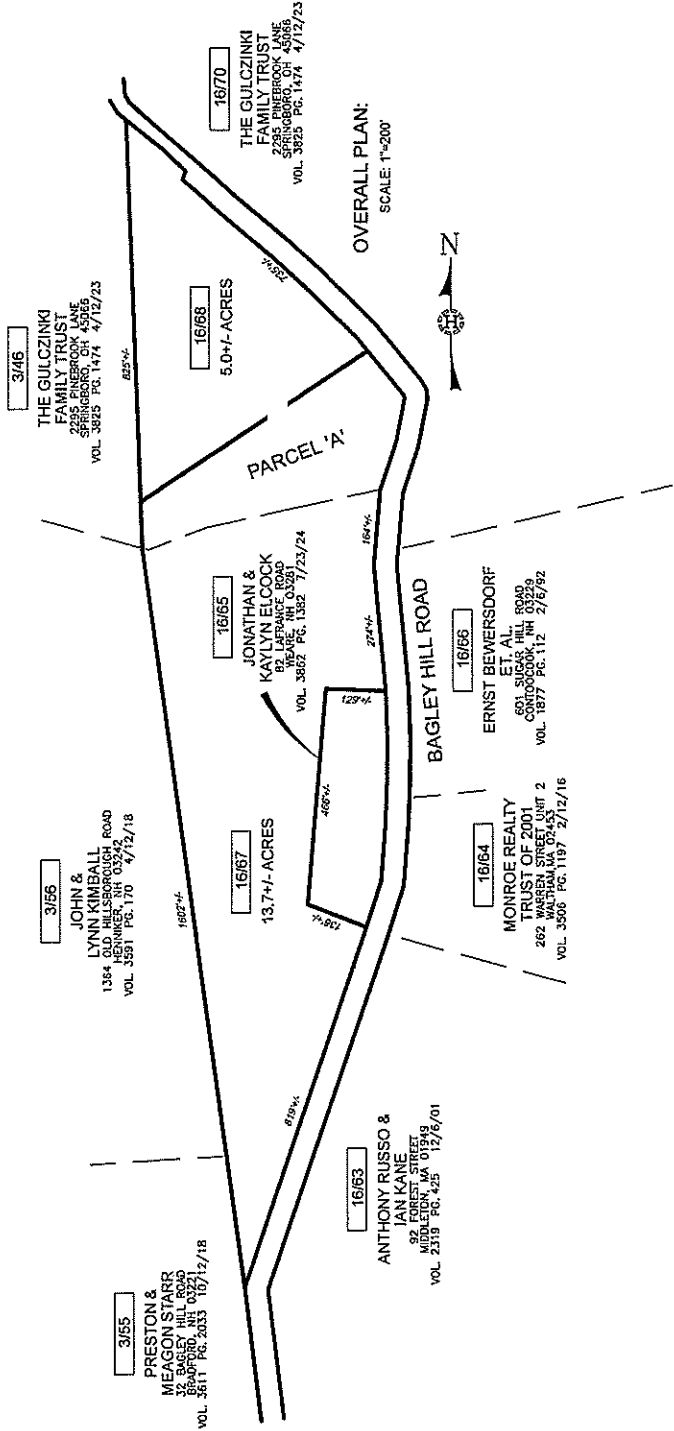 3/55
PRESTON &
MEAGON STARR
32 BAGLEY HILL ROAD
BRADFORD, NH 03221
VOL. 3611 PG. 2033 10/12/18
3/56
JOHN &
LYNN KIMBALL
1364 OLD HILLSBOROUGH ROAD
HENNIKER, NH 03242
VOL. 3591 PG. 170 4/12/18
3/46
THE GULCZINKI
FAMILY TRUST
2295 PINEBROOK LANE
SPRINGBORO, OH 45066
VOL. 3825 PG. 1474 4/12/23
1602'+/-
825'+/-
16/67
13.7+/- ACRES
16/65
JONATHAN &
KAYLYN ELCOCK
82 LAFRANCE ROAD
WEARE, NH 03281
VOL. 3862 PG. 1382 7/23/24
PARCEL 'A'
16/68
5.0+/- ACRES
735'+/-
16/70
THE GULCZINKI
FAMILY TRUST
2295 PINEBROOK LANE
SPRINGBORO, OH 45066
VOL. 3825 PG. 1474 4/12/23
819'+/-
138'+/-
466'+/-
129'+/-
274'+/-
164'+/-
BAGLEY HILL ROAD
16/63
ANTHONY RUSSO &
IAN KANE
92 FOREST STREET
MIDDLETON, MA 01949
VOL. 2319 PG. 425 12/6/01
16/64
MONROE REALTY
TRUST OF 2001
262 WARREN STREET UNIT 2
WALTHAM, MA 02453
VOL. 3506 PG. 1197 2/12/16
16/66
ERNST BEWERSDORF
ET. AL.
601 SUGAR HILL ROAD
CONTOOCOOK, NH 03229
VOL. 1877 PG. 112 2/6/92
N
H
OVERALL PLAN:
SCALE: 1"=200'